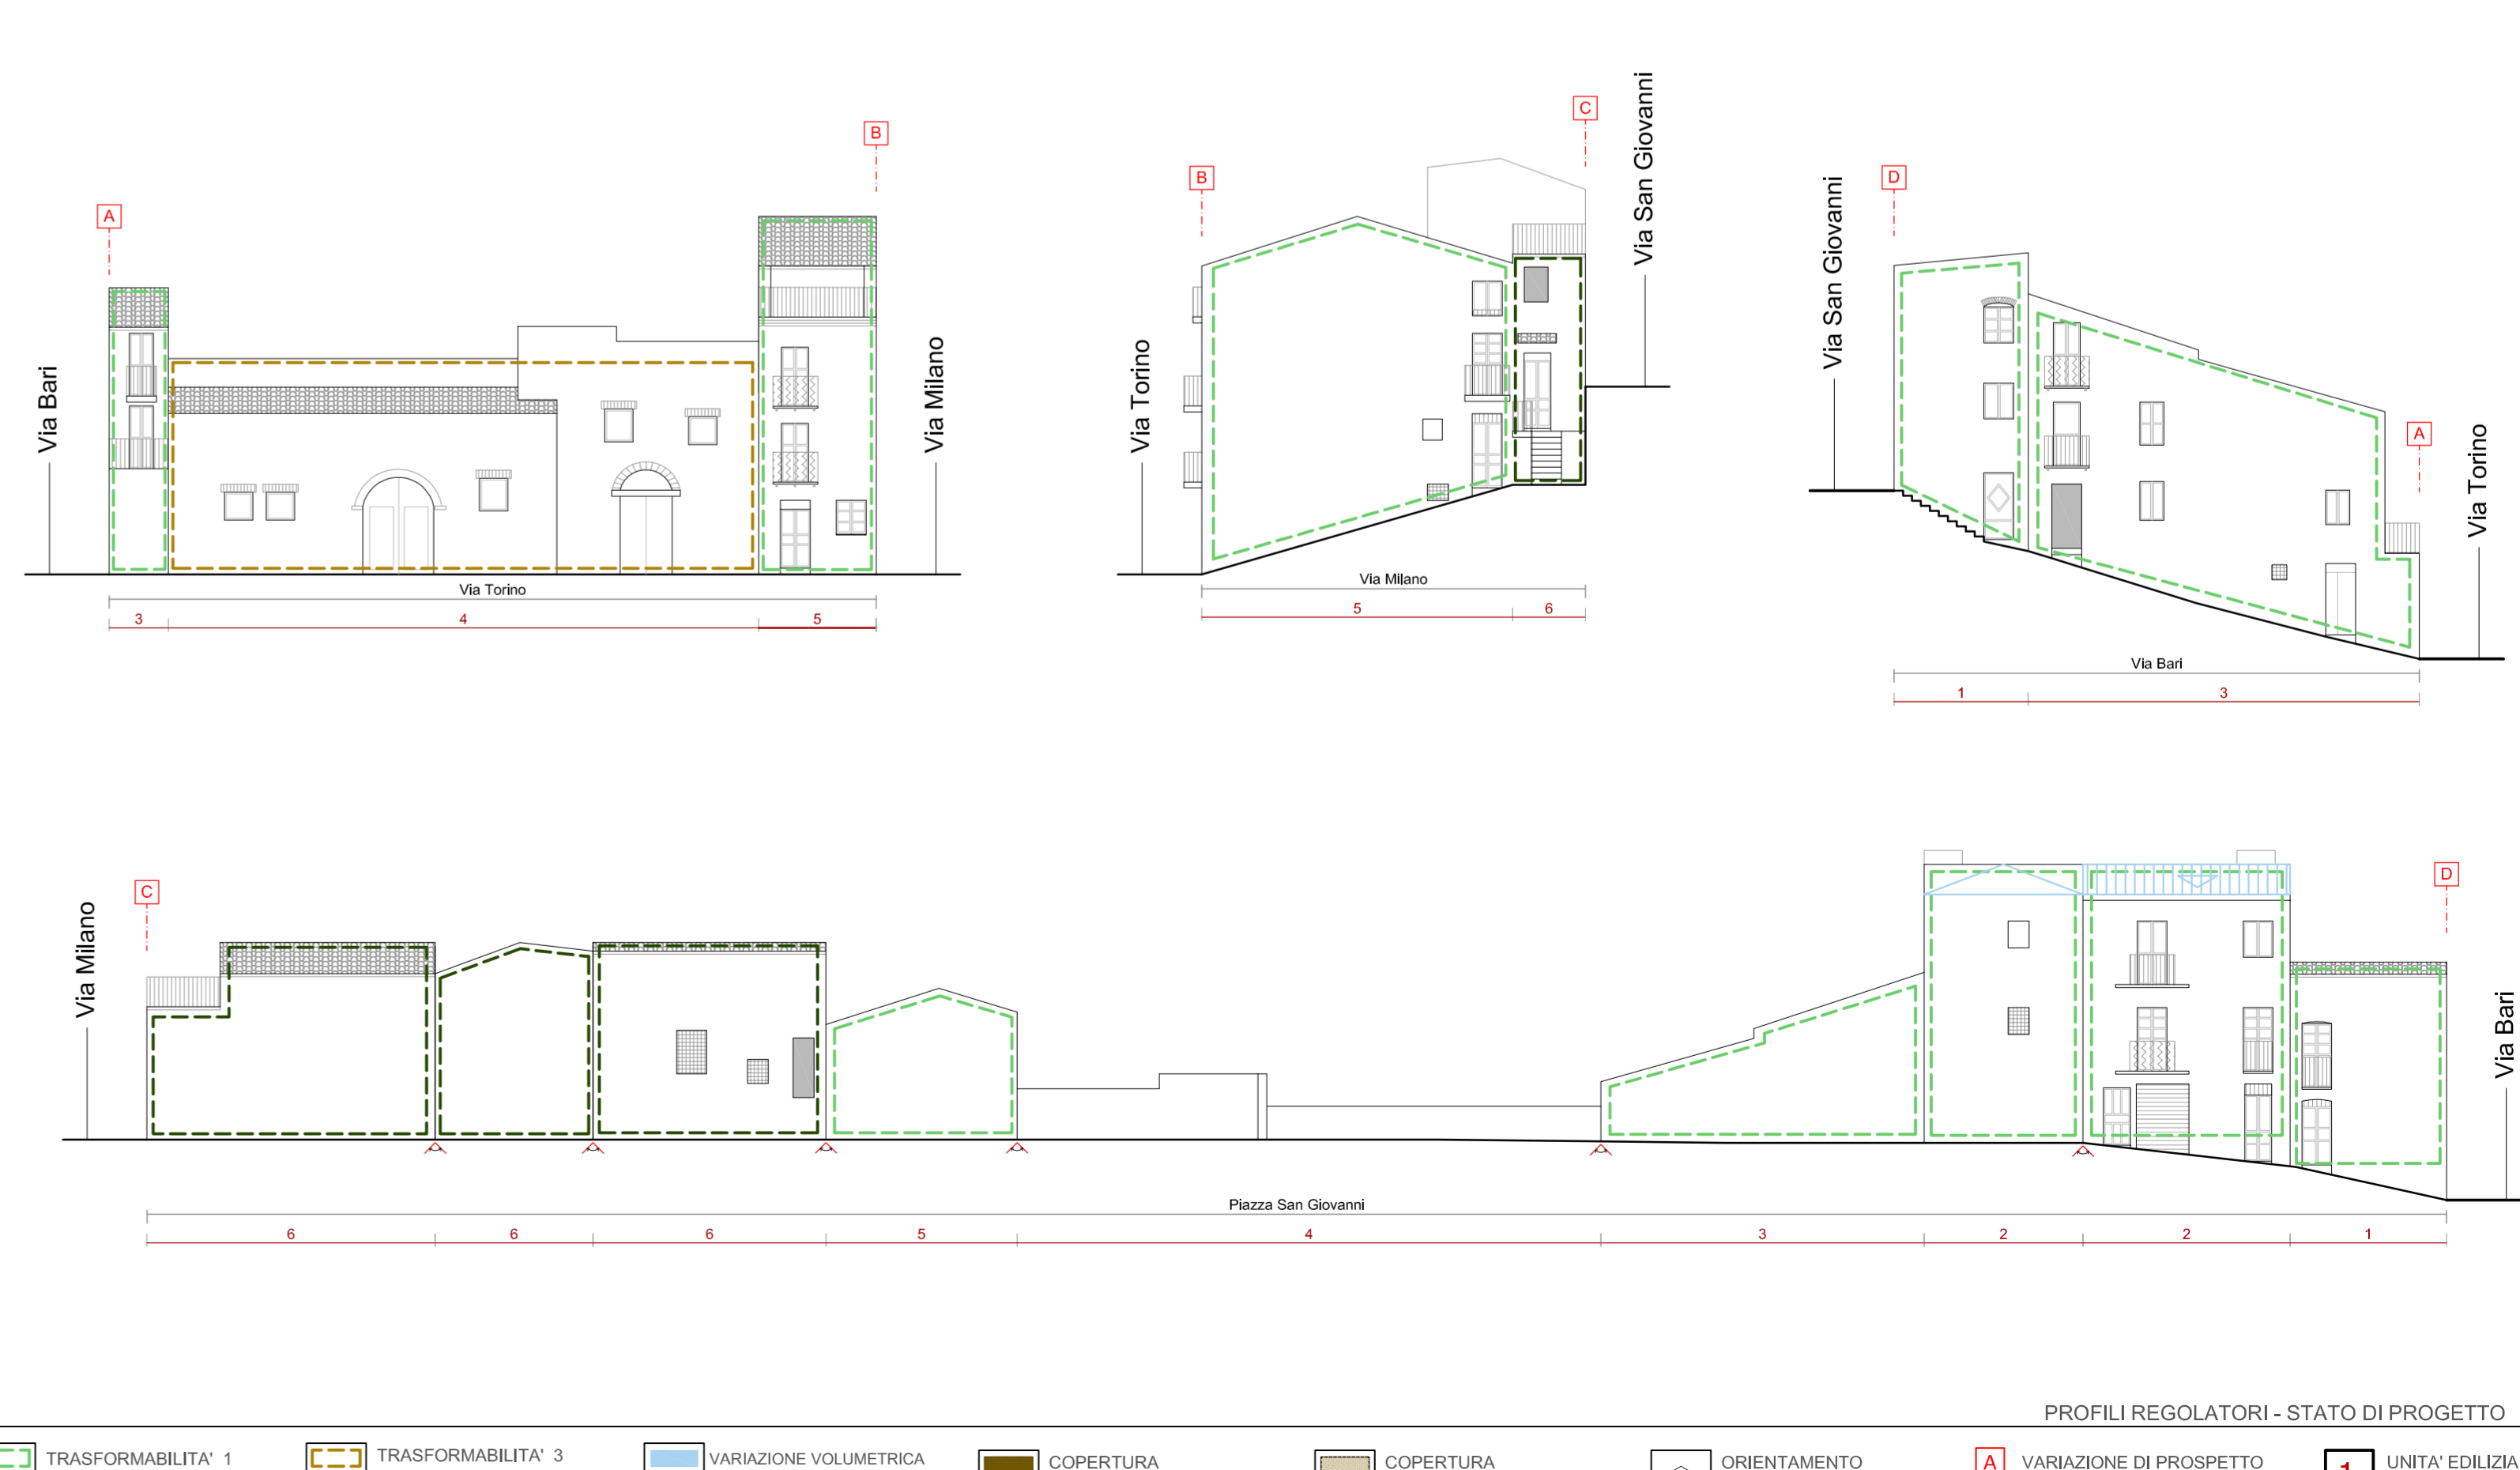 A
B
Via Bari
Via Milano
Via Torino
3
4
5
B
C
Via San Giovanni
Via Torino
Via Milano
5
6
D
Via San Giovanni
A
Via Torino
Via Bari
1
3
C
D
Via Milano
Via Bari
Piazza San Giovanni
6
6
6
5
4
3
2
2
1
PROFILI REGOLATORI - STATO DI PROGETTO
TRASFORMABILITA' 1
TRASFORMABILITA' 3
VARIAZIONE VOLUMETRICA
COPERTURA
COPERTURA
ORIENTAMENTO
A
VARIAZIONE DI PROSPETTO
1
UNITA' EDILIZIA